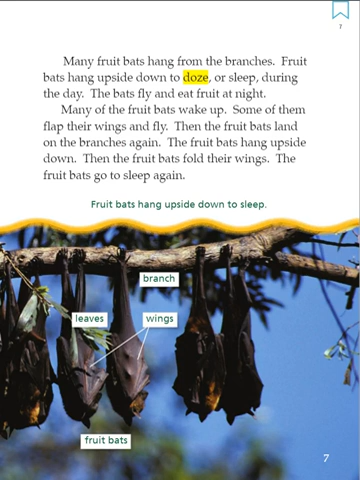 7
Many fruit bats hang from the branches. Fruit
bats hang upside down to doze, or sleep, during
the day. The bats fly and eat fruit at night.
Many of the fruit bats wake up. Some of them
flap their wings and fly. Then the fruit bats land
on the branches again. The fruit bats hang upside
down. Then the fruit bats fold their wings. The
fruit bats go to sleep again.
Fruit bats hang upside down to sleep.
branch
leaves
wings
fruit bats
7